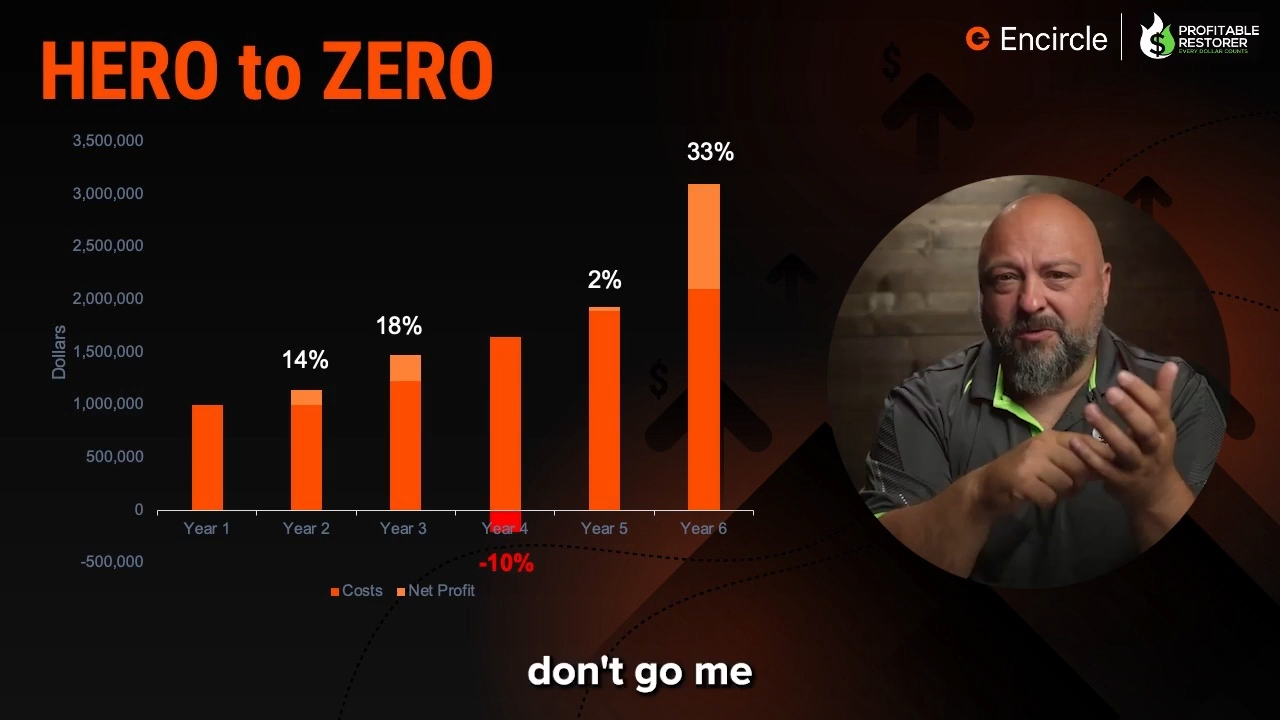 HERO to ZERO
Encircle
PROFITABLE
RESTORER
EVERY DOLLAR COUNTS
$
$
$
3,500,000
3,000,000
2,500,000
2,000,000
1,500,000
1,000,000
500,000
0
-500,000
Dollars
14%
18%
2%
33%
Year 1
Year 2
Year 3
Year 4
Year 5
Year 6
-10%
Costs
Net Profit
don't go me